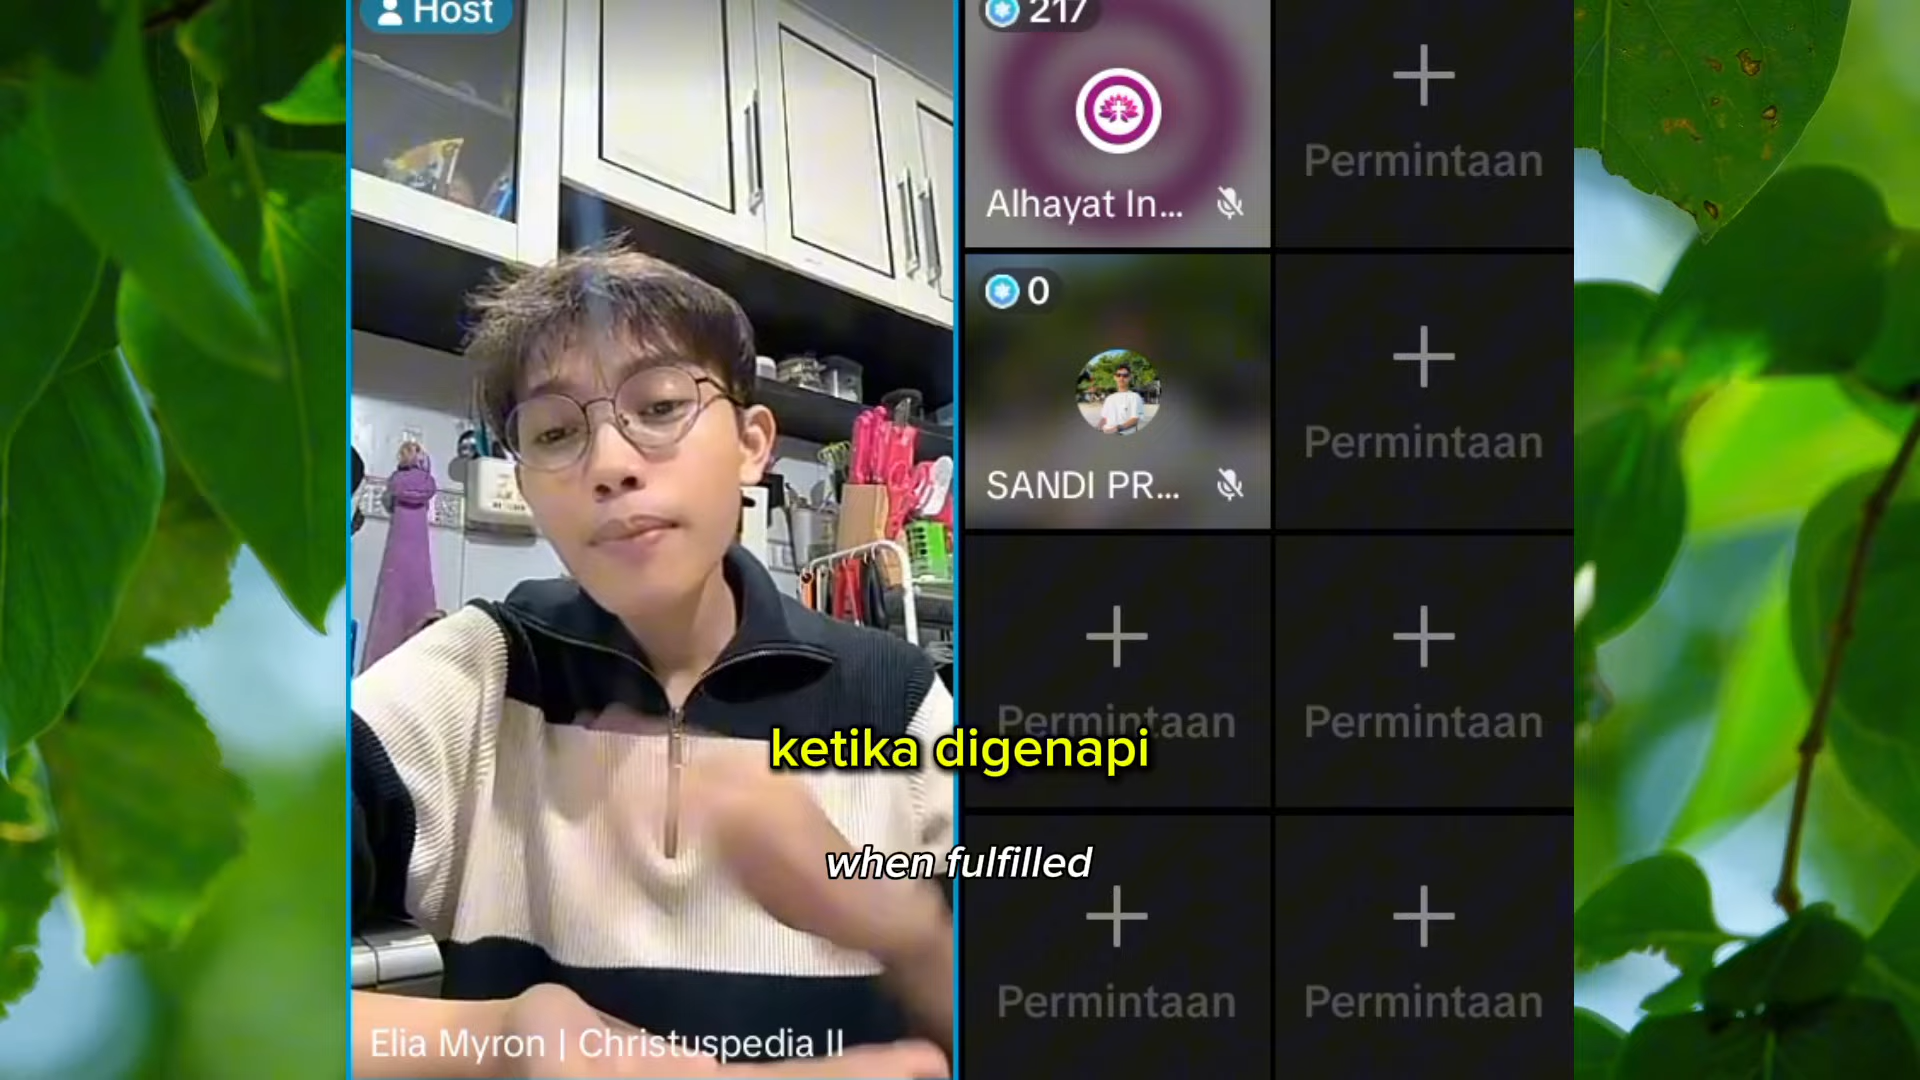 Host
217
Alhayat In...
Permintaan
0
SANDI PR...
Permintaan
Permintaan
Permintaan
ketika digenapi
when fulfilled
Permintaan
Permintaan
Elia Myron | Christuspedia II